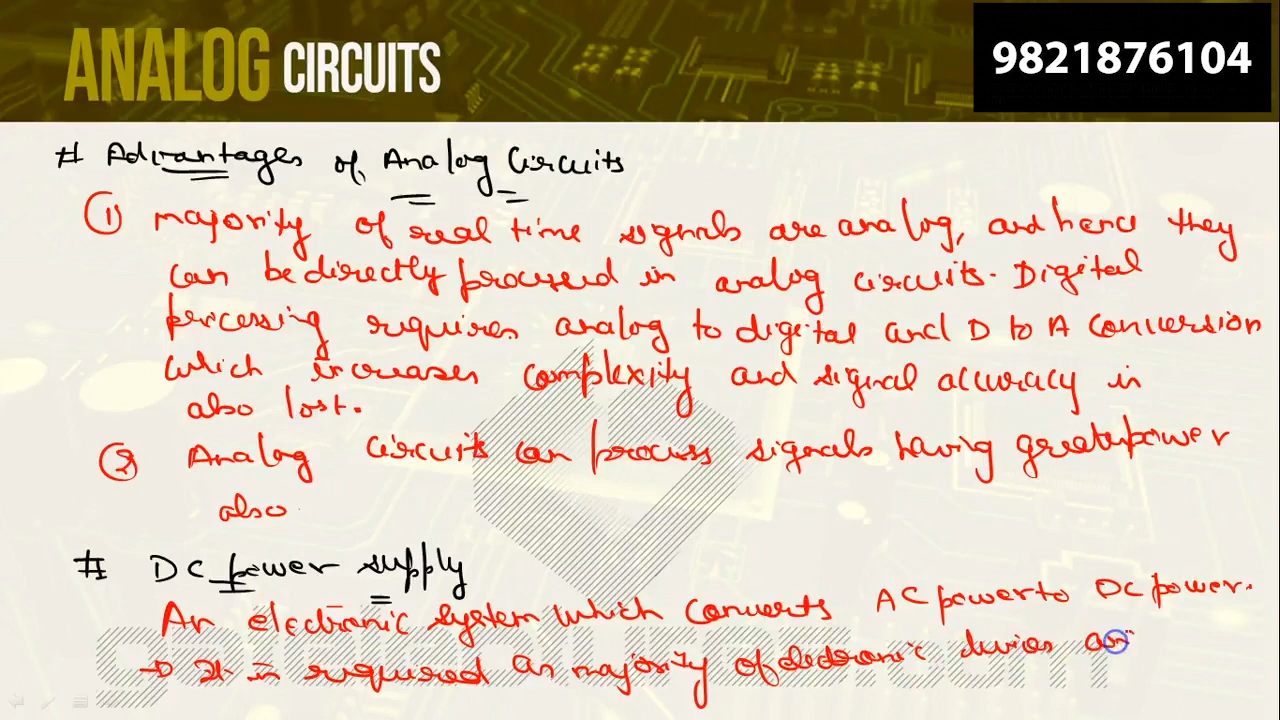 ANALOG CIRCUITS
9821876104
# Advantages of Analog Circuits
① majority of real time signals are analog, and hence they
can be directly processed in analog circuits. Digital
processing requires analog to digital and D to A conversion
which increases complexity and signal accuracy is
also lost.
② Analog circuits can process signals having greater power
also
# DC power supply
An electronic system which converts AC power to DC power.
→ It is required as majority of electronic devices are